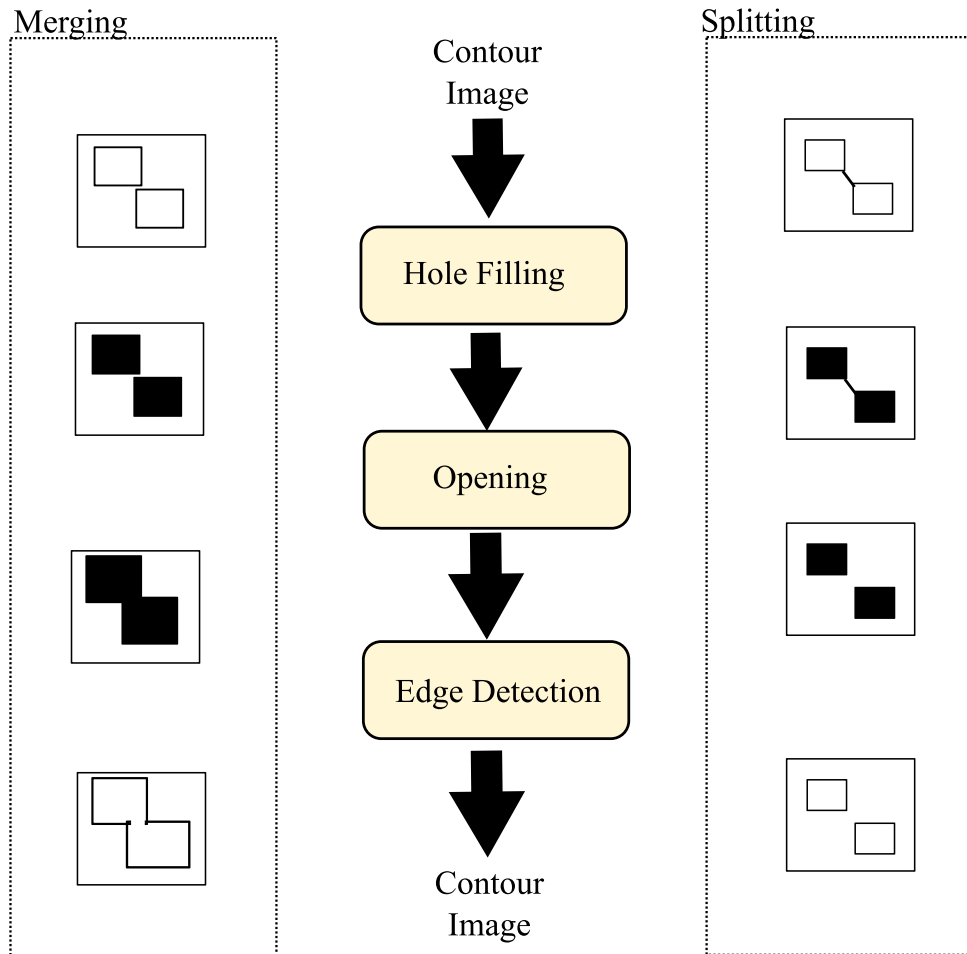 Merging
Splitting
Contour
Image
Hole Filling
Opening
Edge Detection
Contour
Image